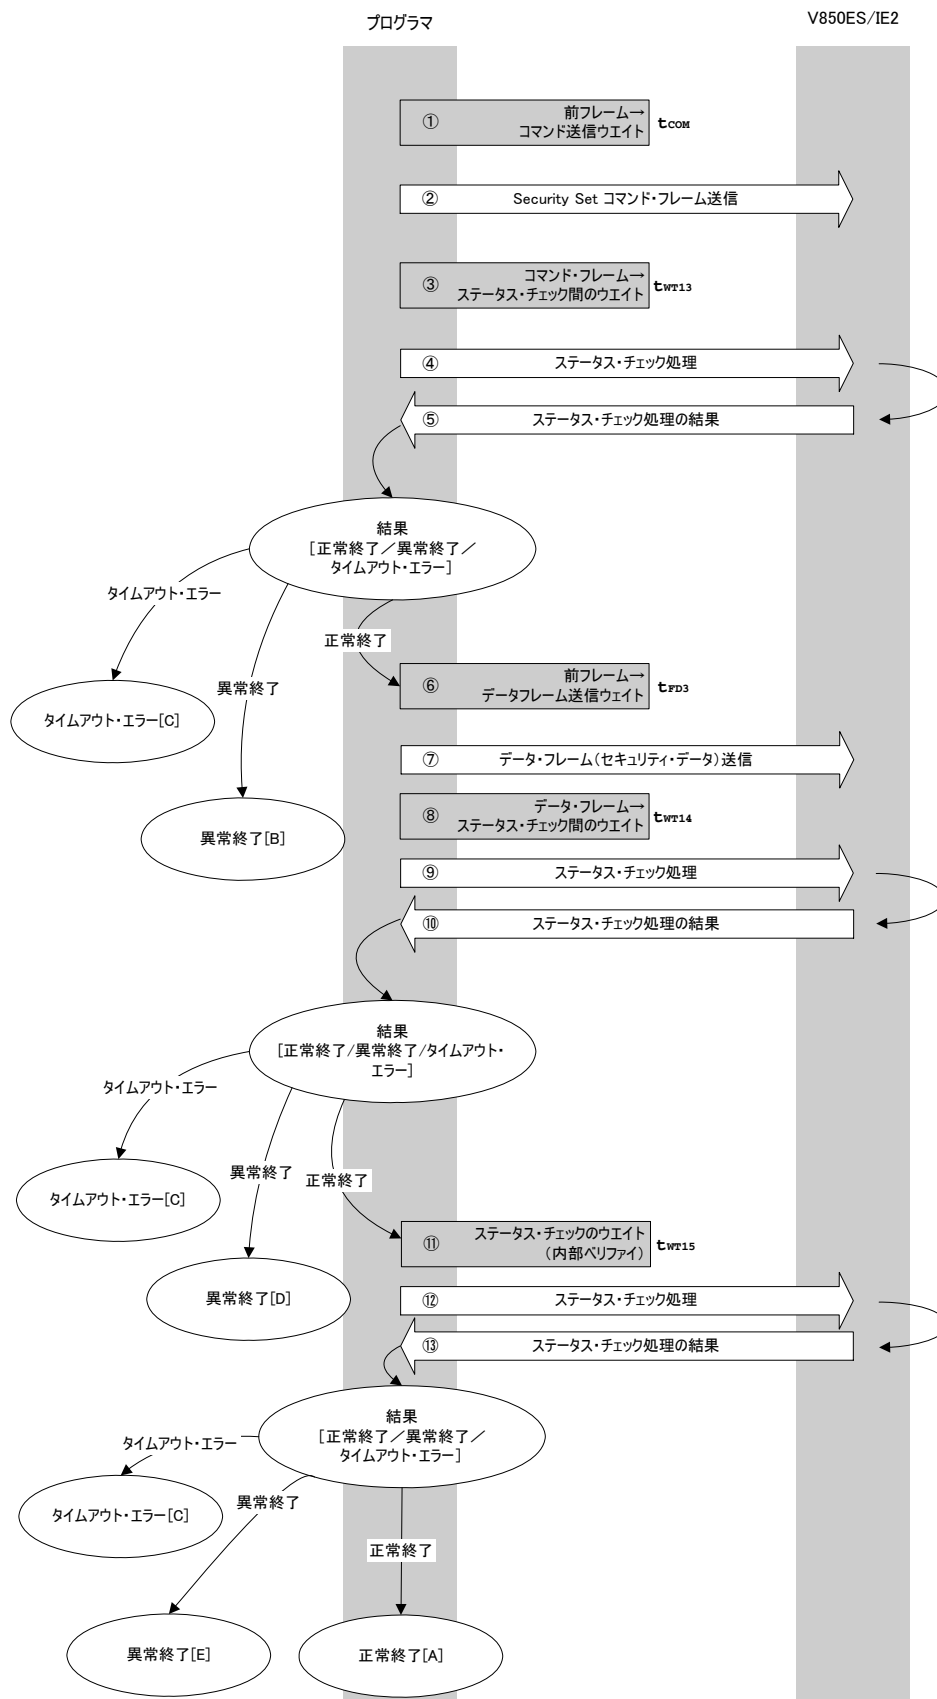 プログラマ
V850ES/IE2
① 前フレーム→
コマンド送信ウエイト
tCOM
② Security Set コマンド・フレーム送信
③ コマンド・フレーム→
ステータス・チェック間のウエイト
tWT13
④ ステータス・チェック処理
⑤ ステータス・チェック処理の結果
結果
[正常終了／異常終了／
タイムアウト・エラー]
タイムアウト・エラー
異常終了
正常終了
タイムアウト・エラー[C]
異常終了[B]
⑥ 前フレーム→
データフレーム送信ウェイト
tFD3
⑦ データ・フレーム(セキュリティ・データ)送信
⑧ データ・フレーム→
ステータス・チェック間のウエイト
tWT14
⑨ ステータス・チェック処理
⑩ ステータス・チェック処理の結果
結果
[正常終了/異常終了/タイムアウト・
エラー]
タイムアウト・エラー
異常終了
正常終了
タイムアウト・エラー[C]
異常終了[D]
⑪ ステータス・チェックのウエイト
(内部ベリファイ)
tWT15
⑫ ステータス・チェック処理
⑬ ステータス・チェック処理の結果
結果
[正常終了／異常終了／
タイムアウト・エラー]
タイムアウト・エラー
異常終了
正常終了
タイムアウト・エラー[C]
異常終了[E]
正常終了[A]